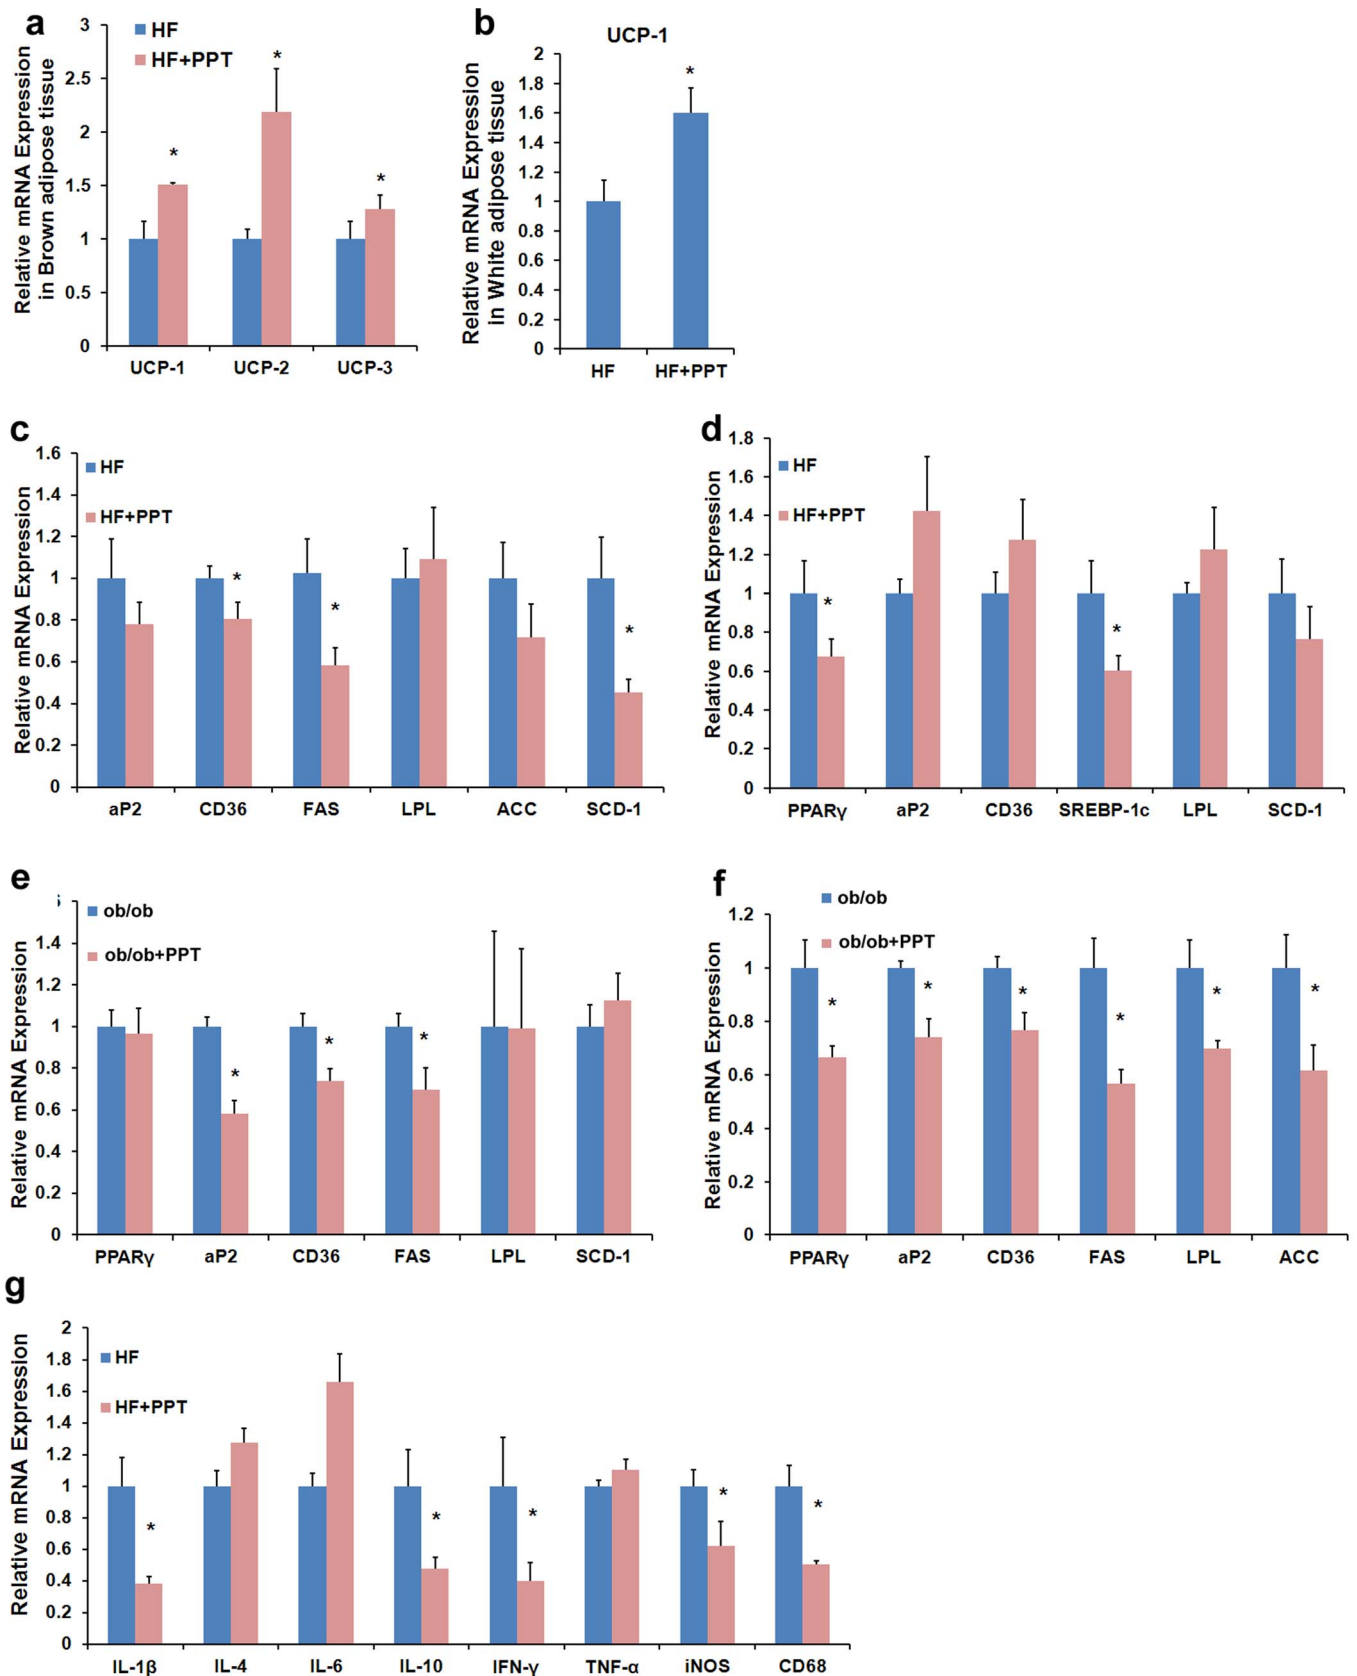 a
3
HF
HF+PPT
*
2.5
2
1.5
*
*
1
0.5
0
Relative mRNA Expression
in Brown adipose tissue
UCP-1 UCP-2 UCP-3
b
UCP-1
2
*
1.8
1.6
1.4
1.2
1
0.8
0.6
0.4
0.2
0
Relative mRNA Expression
in White adipose tissue
HF HF+PPT
c
1.6
HF
1.4
HF+PPT
1.2
1
* * *
0.8
0.6
0.4
0.2
0
Relative mRNA Expression
aP2 CD36 FAS LPL ACC SCD-1
d
1.8
HF
1.6
HF+PPT
1.4
1.2
1
* *
0.8
0.6
0.4
0.2
0
Relative mRNA Expression
PPARγ aP2 CD36 SREBP-1c LPL SCD-1
e
ob/ob
1.4
ob/ob+PPT
1.2
1
* * *
0.8
0.6
0.4
0.2
0
Relative mRNA Expression
PPARγ aP2 CD36 FAS LPL SCD-1
f
ob/ob
1.2
ob/ob+PPT
1
* * * * * *
0.8
0.6
0.4
0.2
0
Relative mRNA Expression
PPARγ aP2 CD36 FAS LPL ACC
g
2
HF
1.8
1.6
HF+PPT
1.4
1.2
1
* * * * *
0.8
0.6
0.4
0.2
0
Relative mRNA Expression
IL-1β IL-4 IL-6 IL-10 IFN-γ TNF-α iNOS CD68